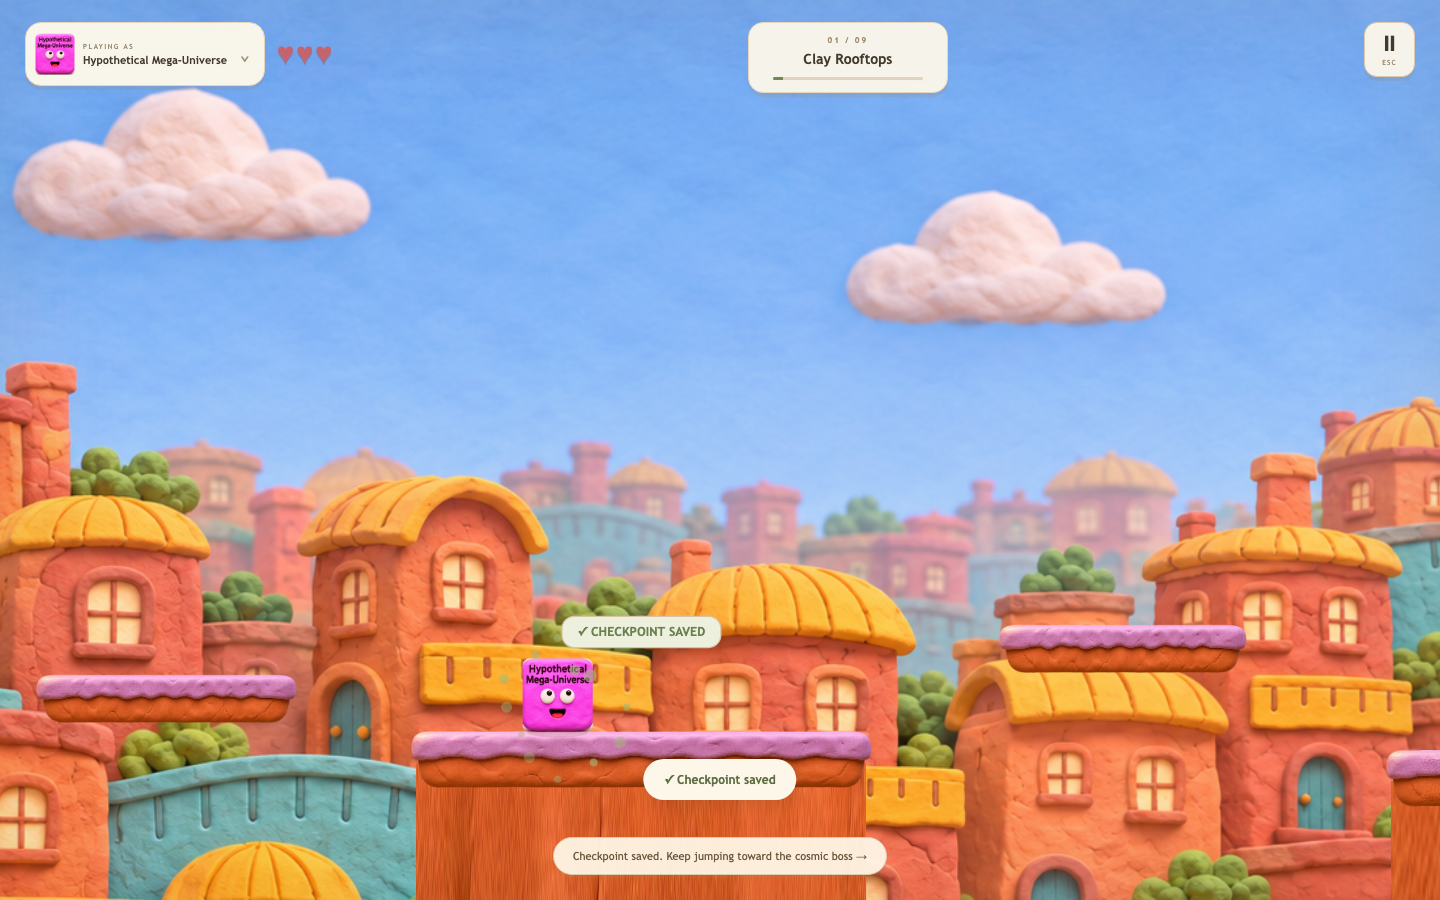 Hypothetical
Mega-Universe
PLAYING AS
Hypothetical Mega-Universe
01 / 09
Clay Rooftops
ESC
✓ CHECKPOINT SAVED
Hypothetical
Mega-Universe
✓ Checkpoint saved
Checkpoint saved. Keep jumping toward the cosmic boss →